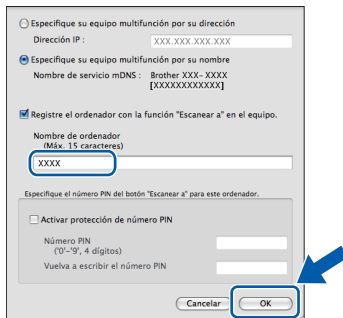 Especifique su equipo multifunción por su dirección
Dirección IP : XXX.XXX.XXX.XXX
Especifique su equipo multifunción por su nombre
Nombre de servicio mDNS : Brother XXX-XXXX
[XXXXXXXXXXXX]
Registre el ordenador con la función "Escanear a" en el equipo.
Nombre de ordenador
(Máx. 15 caracteres)
XXXX
Especifique el número PIN del botón "Escanear a" para este ordenador.
Activar protección de número PIN
Número PIN
('0'-'9', 4 dígitos)
Vuelva a escribir el número PIN
Cancelar OK